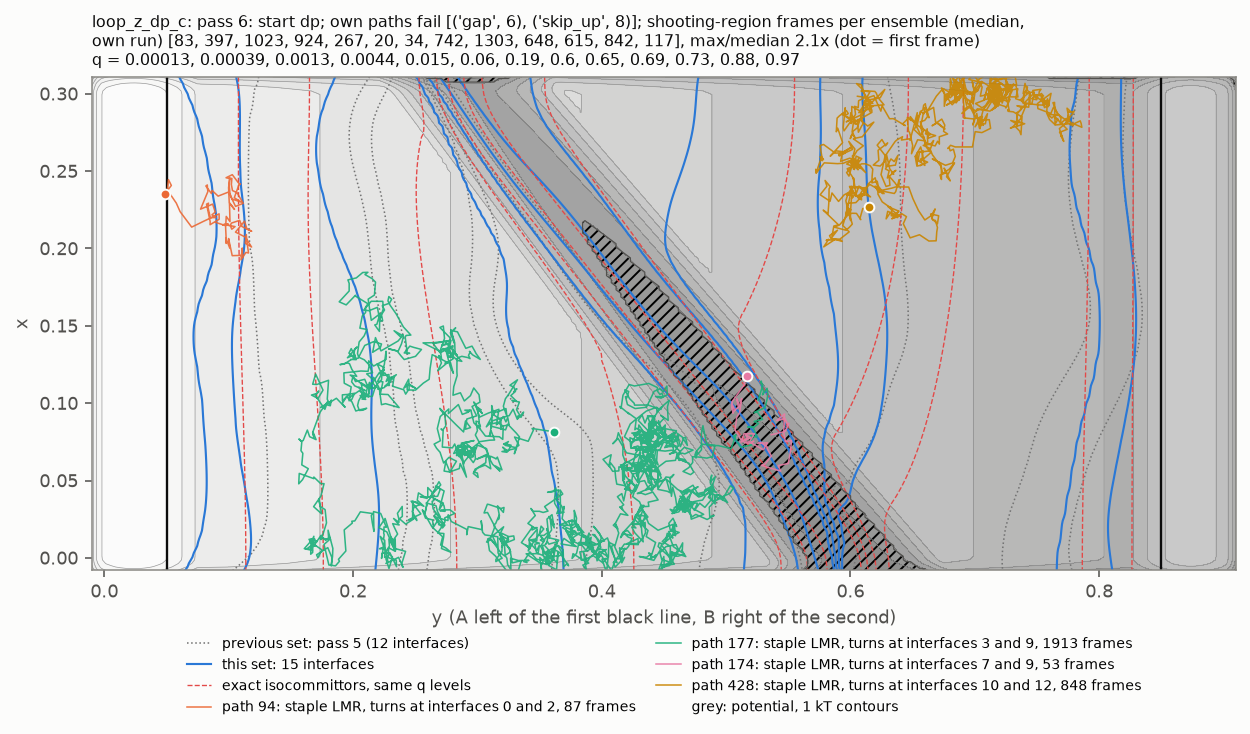 loop_z_dp_c: pass 6: start dp; own paths fail [('gap', 6), ('skip_up', 8)]; shooting-region frames per ensemble (median,
own run) [83, 397, 1023, 924, 267, 20, 34, 742, 1303, 648, 615, 842, 117], max/median 2.1x (dot = first frame)
q = 0.00013, 0.00039, 0.0013, 0.0044, 0.015, 0.06, 0.19, 0.6, 0.65, 0.69, 0.73, 0.88, 0.97
0.30
0.25
0.20
0.15
0.10
0.05
0.00
x
0.0
0.2
0.4
0.6
0.8
y (A left of the first black line, B right of the second)
previous set: pass 5 (12 interfaces)
this set: 15 interfaces
exact isocommittors, same q levels
path 94: staple LMR, turns at interfaces 0 and 2, 87 frames
path 177: staple LMR, turns at interfaces 3 and 9, 1913 frames
path 174: staple LMR, turns at interfaces 7 and 9, 53 frames
path 428: staple LMR, turns at interfaces 10 and 12, 848 frames
grey: potential, 1 kT contours